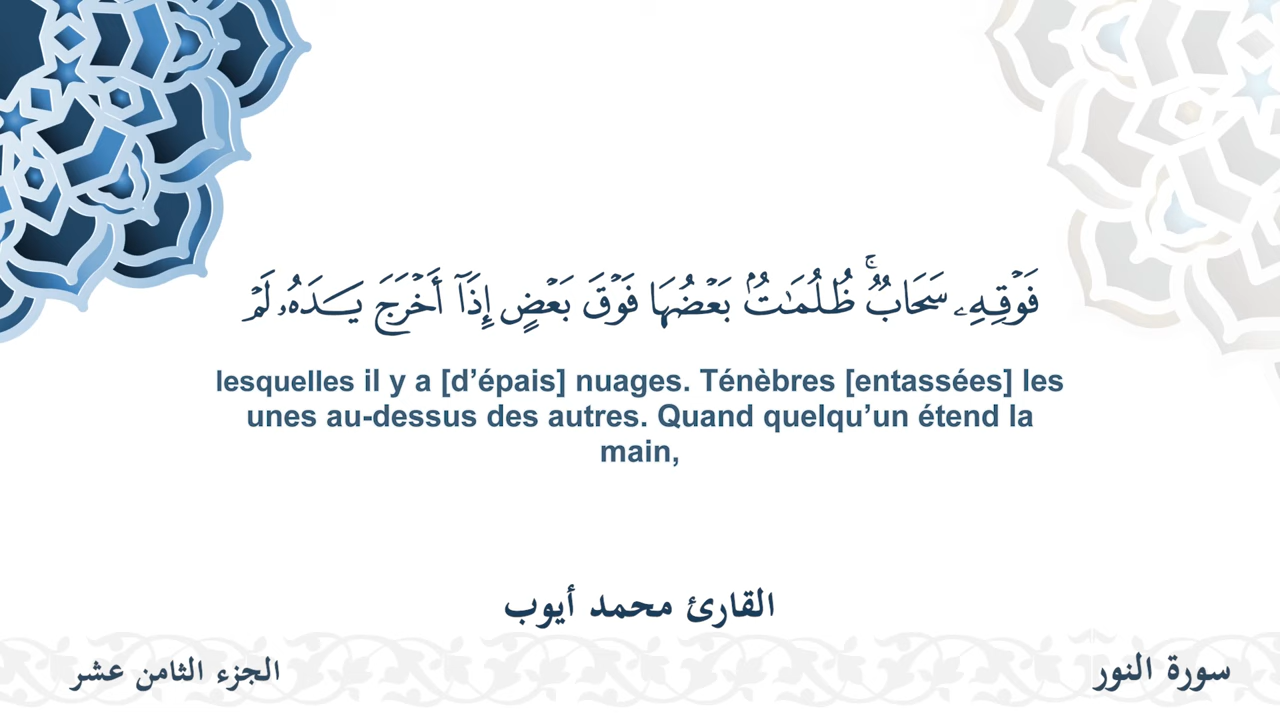 فَوْقِهِۦ سَحَابٌۭ ۚ ظُلُمَـٰتٌۢ بَعْضُهَا فَوْقَ بَعْضٍ إِذَآ أَخْرَجَ يَدَهُۥ لَمْ
lesquelles il y a [d’épais] nuages. Ténèbres [entassées] les
unes au-dessus des autres. Quand quelqu’un étend la
main,
القارئ محمد أيوب
سورة النور
الجزء الثامن عشر